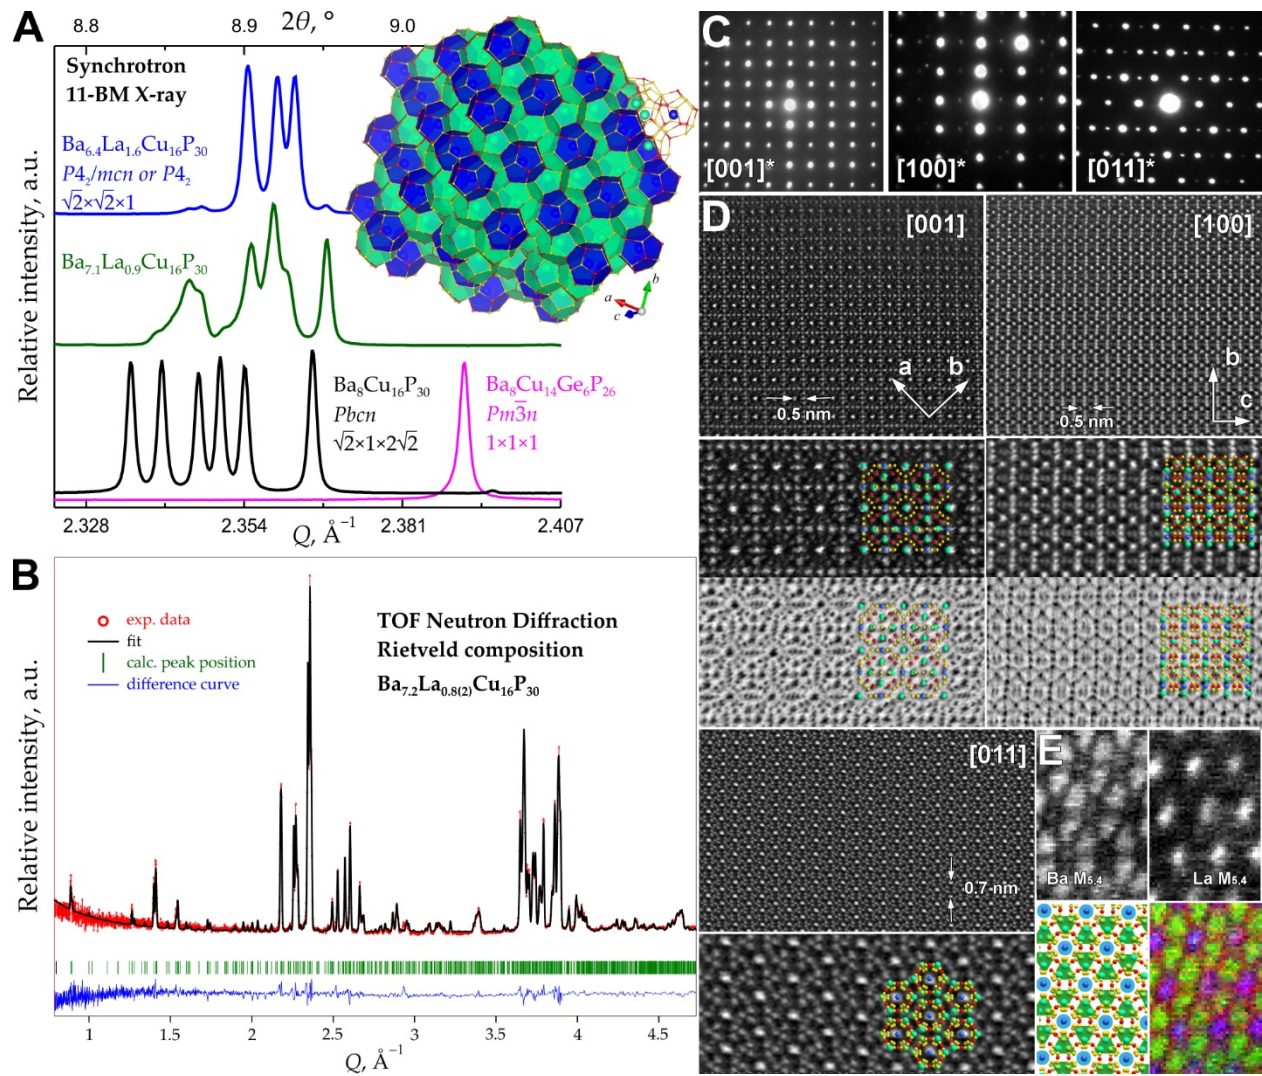 A
8.8 8.9 2θ, ° 9.0
Synchrotron
11-BM X-ray
Ba6.4La1.6Cu16P30
P4₂/mcn or P4₂
√2×√2×1
Ba7.1La0.9Cu16P30
Ba8Cu16P30
Pbcn
√2×1×2√2
Ba8Cu14Ge6P26
Pm3̅n
1×1×1
Relative intensity, a.u.
a
b
c
2.328 2.354 2.381 2.407
Q, Å⁻¹
B
exp. data
fit
calc. peak position
difference curve
TOF Neutron Diffraction
Rietveld composition
Ba7.2La0.8(2)Cu16P30
Relative intensity, a.u.
1 1.5 2 2.5 3 3.5 4 4.5
Q, Å⁻¹
C
[001]*
[100]*
[011]*
D
[001]
a b
0.5 nm
[100]
b
c
0.5 nm
[011]
0.7 nm
E
Ba M5,4
La M5,4